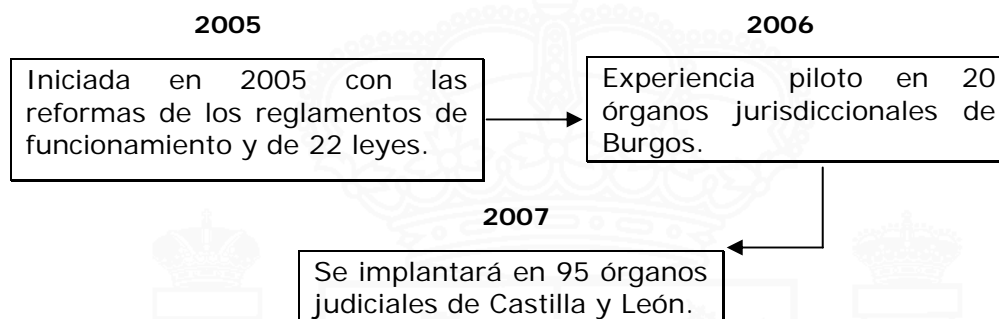 2005
Iniciada en 2005 con las
reformas de los reglamentos de
funcionamiento y de 22 leyes.
2006
Experiencia piloto en 20
órganos jurisdiccionales de
Burgos.
2007
Se implantará en 95 órganos
judiciales de Castilla y León.